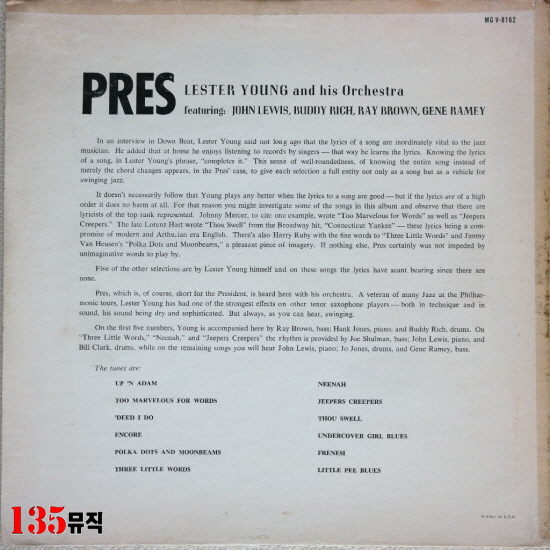 MG V-8162
PRES LESTER YOUNG and his Orchestra
featuring: JOHN LEWIS, BUDDY RICH, RAY BROWN, GENE RAMEY
In an interview in Down Beat, Lester Young said not long ago that the lyrics of a song are inordinately vital to the jazz
musician. He added that at home he enjoys listening to records by singers — that way he learns the lyrics. Knowing the lyrics
of a song, in Lester Young's phrase, "completes it." This sense of well-roundedness, of knowing the entire song instead of
merely the chord changes appears, in the Pres' case, to give each selection a full entity not only as a song but as a vehicle for
swinging jazz.
It doesn't necessarily follow that Young plays any better when the lyrics to a song are good — but if the lyrics are of a high
order it does no harm at all. For that reason you might investigate some of the songs in this album and observe that there are
lyricists of the top rank represented. Johnny Mercer, to cite one example, wrote "Too Marvelous for Words" as well as "Jeepers
Creepers." The late Lorenz Hart wrote "Thou Swell" from the Broadway hit, "Connecticut Yankee" — these lyrics being a com-
promise of modern and Arthurian era English. There's also Harry Ruby with the fine words to "Three Little Words" and Jimmy
Van Heusen's "Polka Dots and Moonbeams," a pleasant piece of imagery. If nothing else, Pres certainly was not impeded by
unimaginative words to play by.
Five of the other selections are by Lester Young himself and on these songs the lyrics have scant bearing since there are
none.
Pres, which is, of course, short for the President, is heard here with his orchestra. A veteran of many Jazz at the Philhar-
monic tours, Lester Young has had one of the strongest effects on other tenor saxophone players — both in technique and in
sound, his sound being dry and sophisticated. But always, as you can hear, swinging.
On the first five numbers, Young is accompanied here by Ray Brown, bass; Hank Jones, piano, and Buddy Rich, drums. On
"Three Little Words," "Neenah," and "Jeepers Creepers" the rhythm is provided by Joe Shulman, bass; John Lewis, piano, and
Bill Clark, drums, while on the remaining songs you will hear John Lewis, piano; Jo Jones, drums, and Gene Ramey, bass.
The tunes are:
UP 'N ADAM
TOO MARVELOUS FOR WORDS
'DEED I DO
ENCORE
POLKA DOTS AND MOONBEAMS
THREE LITTLE WORDS
NEENAH
JEEPERS CREEPERS
THOU SWELL
UNDERCOVER GIRL BLUES
FRENESI
LITTLE PEE BLUES
Printed in U.S.A.
135뮤직